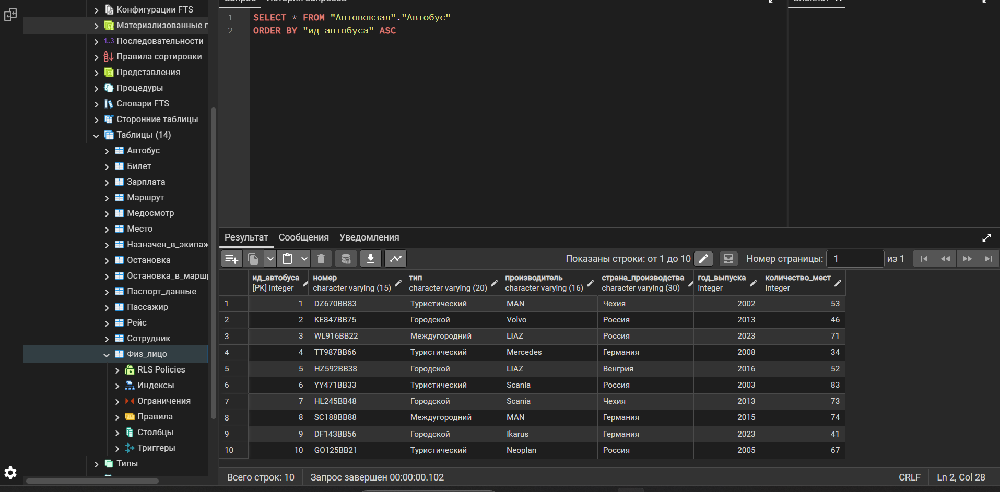 Конфигурации FTS
Материализованные п
1..3 Последовательности
Правила сортировки
Представления
Процедуры
Словари FTS
Сторонние таблицы
Таблицы (14)
Автобус
Билет
Зарплата
Маршрут
Медосмотр
Место
Назначен_в_экипаж
Остановка
Остановка_в_маршр
Паспорт_данные
Пассажир
Рейс
Сотрудник
Физ_лицо
RLS Policies
Индексы
Ограничения
Правила
Столбцы
Триггеры
Типы
Запрос История запросов
Блокнот X
1 SELECT * FROM "Автовокзал"."Автобус"
2 ORDER BY "ид_автобуса" ASC
Результат Сообщения Уведомления
Показаны строки: от 1 до 10 Номер страницы: 1 из 1
ид_автобуса номер тип производитель страна_производства год_выпуска количество_мест
[PK] integer character varying (15) character varying (20) character varying (16) character varying (30) integer integer
1 1 DZ670BB83 Туристический MAN Чехия 2002 53
2 2 KE847BB75 Городской Volvo Россия 2013 46
3 3 WL916BB22 Междугородний LIAZ Россия 2023 71
4 4 TT987BB66 Туристический Mercedes Германия 2008 34
5 5 HZ592BB38 Городской LIAZ Венгрия 2016 52
6 6 YY471BB33 Туристический Scania Россия 2003 83
7 7 HL245BB48 Городской Scania Чехия 2013 73
8 8 SC188BB88 Междугородний MAN Германия 2015 74
9 9 DF143BB56 Городской Ikarus Германия 2023 41
10 10 GO125BB21 Туристический Neoplan Россия 2005 67
Всего строк: 10 Запрос завершен 00:00:00.102 CRLF Ln 2, Col 28